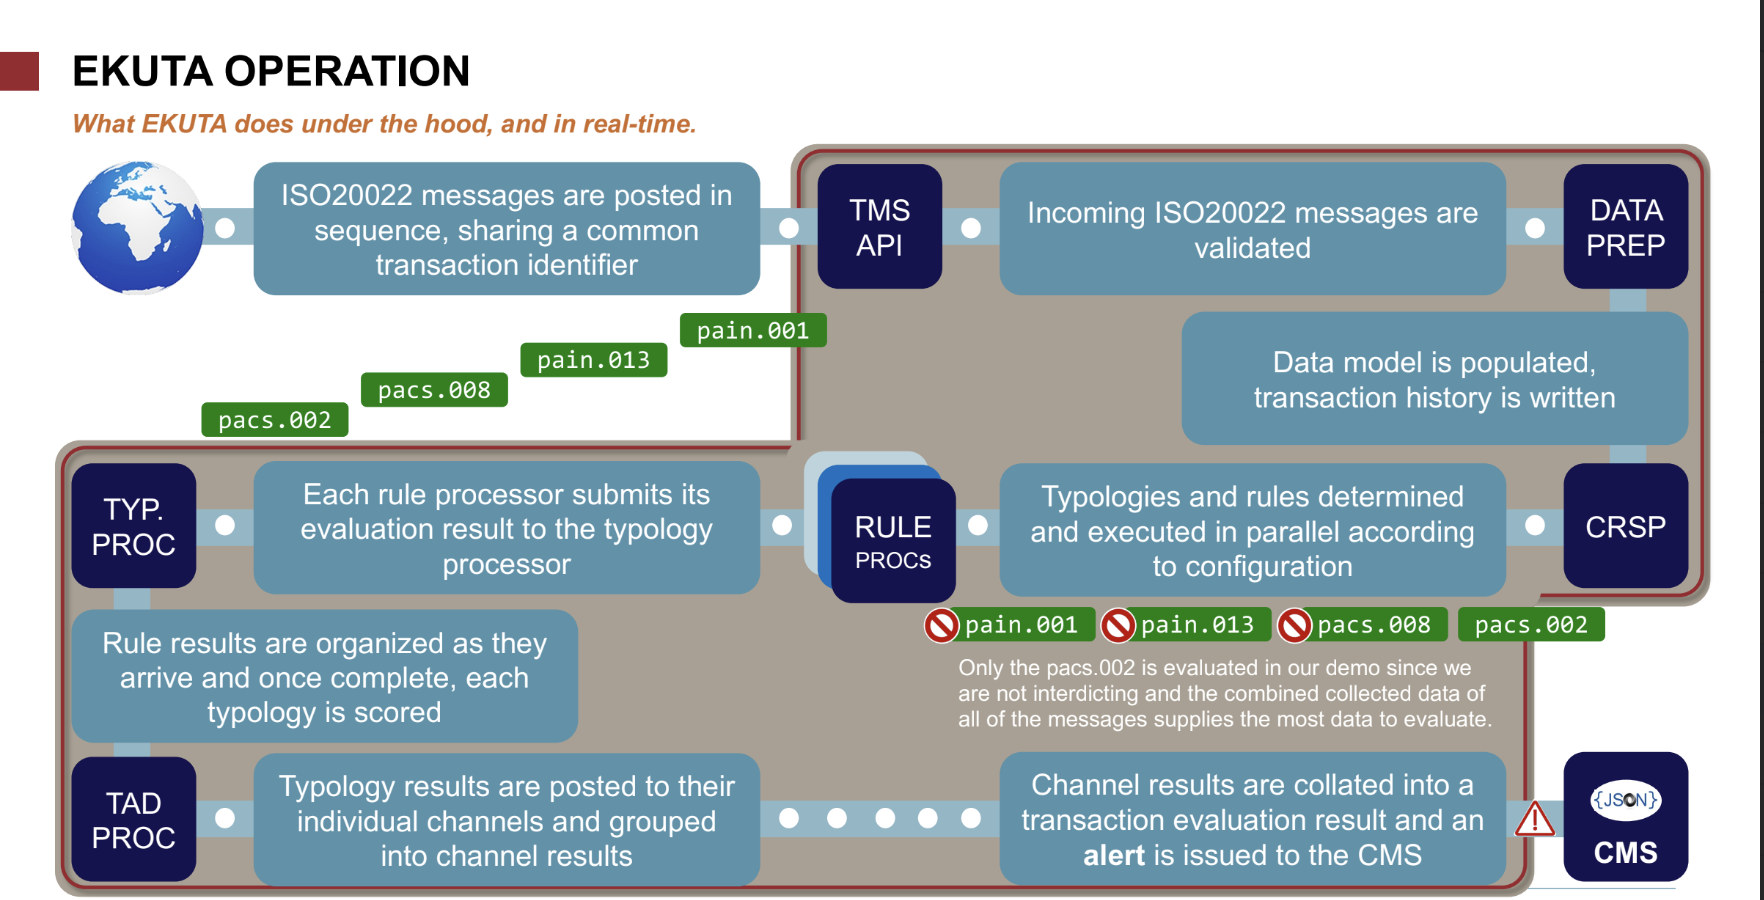 EKUTA OPERATION
What EKUTA does under the hood, and in real-time.
ISO20022 messages are posted in
sequence, sharing a common
transaction identifier
TMS
API
Incoming ISO20022 messages are
validated
DATA
PREP
pain.001
pain.013
pacs.008
pacs.002
Data model is populated,
transaction history is written
TYP.
PROC
Each rule processor submits its
evaluation result to the typology
processor
RULE
PROCs
Typologies and rules determined
and executed in parallel according
to configuration
CRSP
pain.001
pain.013
pacs.008
pacs.002
Only the pacs.002 is evaluated in our demo since we
are not interdicting and the combined collected data of
all of the messages supplies the most data to evaluate.
Rule results are organized as they
arrive and once complete, each
typology is scored
TAD
PROC
Typology results are posted to their
individual channels and grouped
into channel results
Channel results are collated into a
transaction evaluation result and an
alert is issued to the CMS
{JSON}
CMS